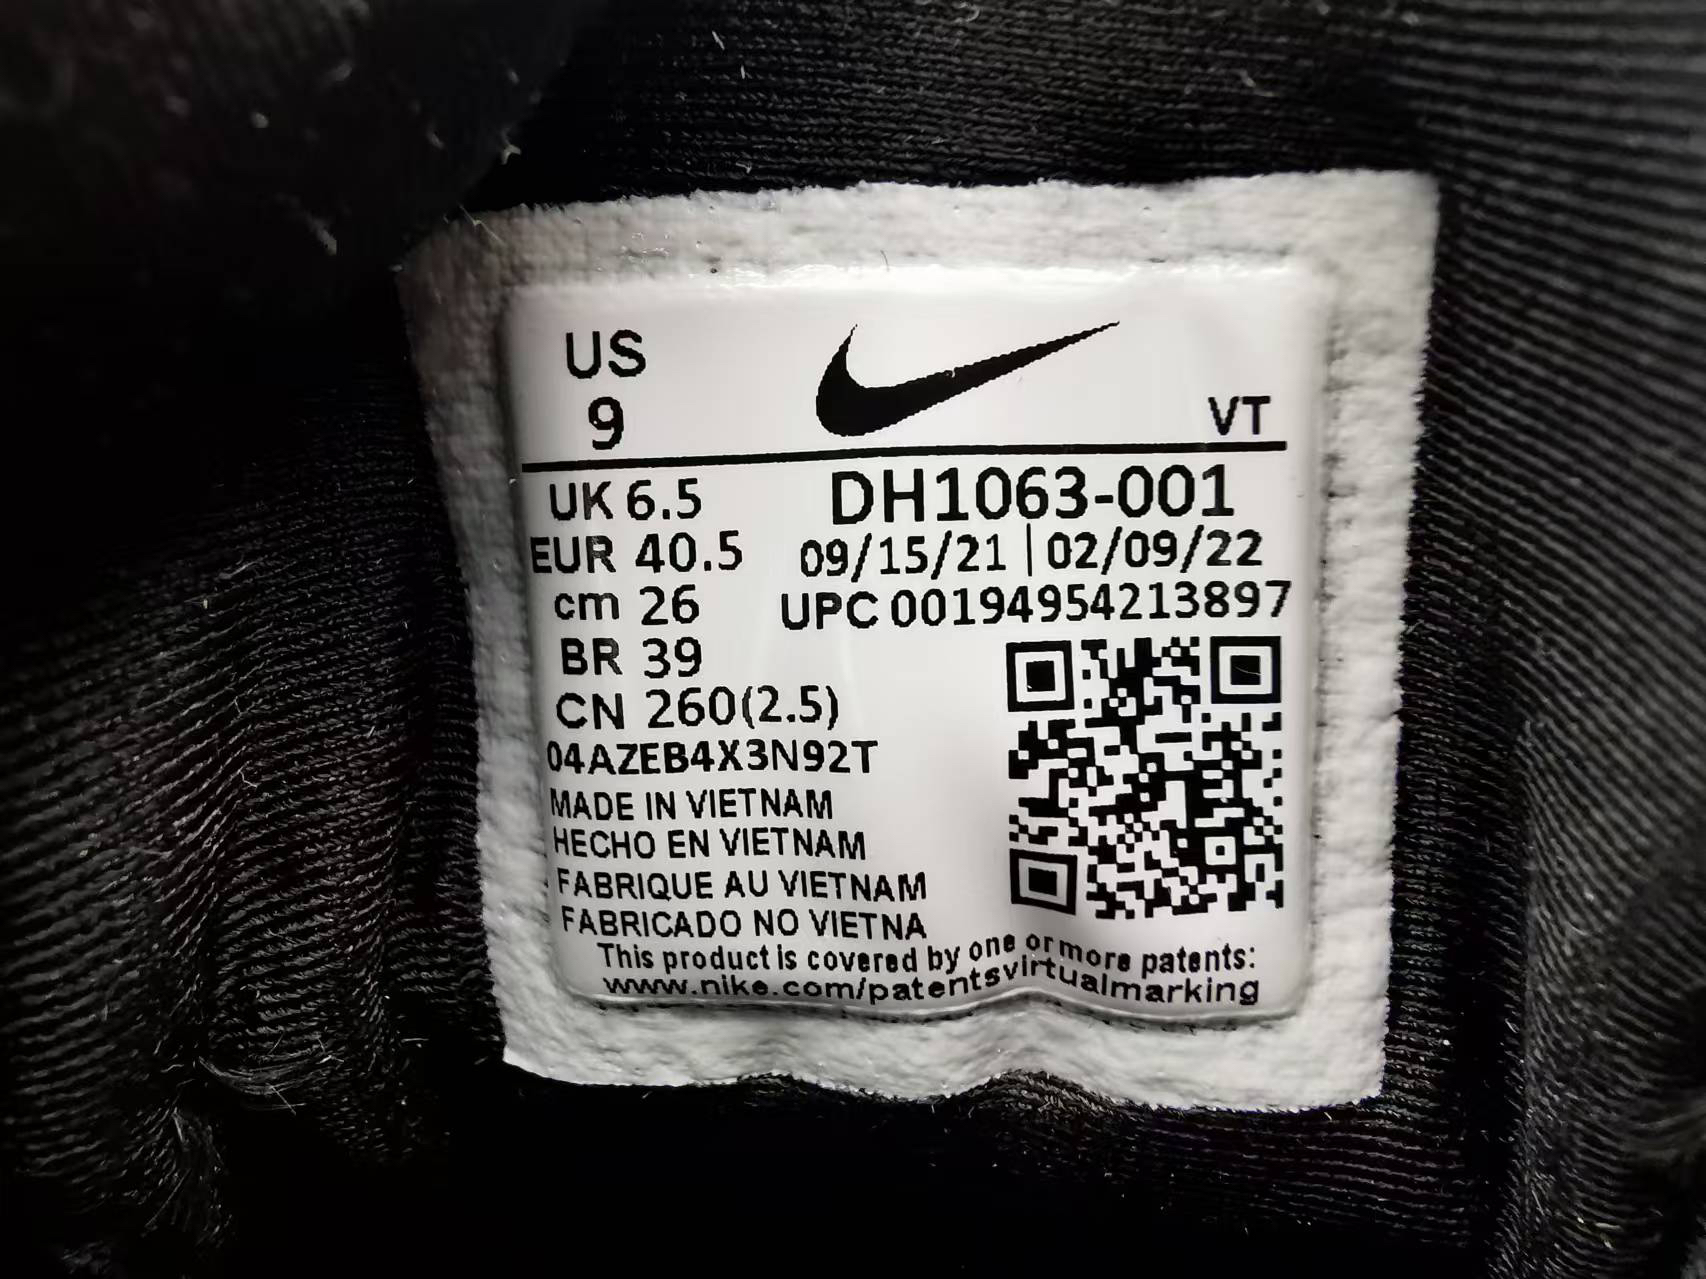 US
9
VT
UK 6.5
DH1063-001
EUR 40.5
09/15/21 | 02/09/22
cm 26
UPC 00194954213897
BR 39
CN 260(2.5)
04AZEB4X3N92T
MADE IN VIETNAM
HECHO EN VIETNAM
FABRIQUE AU VIETNAM
FABRICADO NO VIETNA
This product is covered by one or more patents:
www.nike.com/patentsvirtualmarking